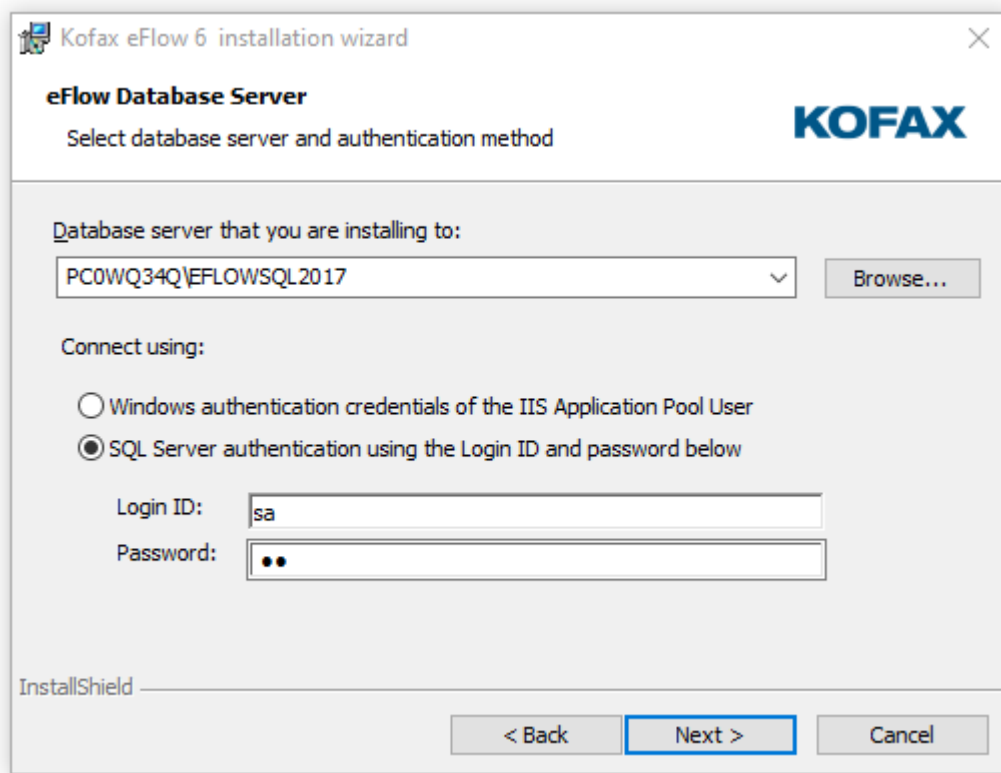 Kofax eFlow 6 installation wizard
eFlow Database Server
Select database server and authentication method
KOFAX
Database server that you are installing to:
PC0WQ34Q\EFLOWSQL2017
Browse...
Connect using:
Windows authentication credentials of the IIS Application Pool User
SQL Server authentication using the Login ID and password below
Login ID:
sa
Password:
••
InstallShield
< Back
Next >
Cancel